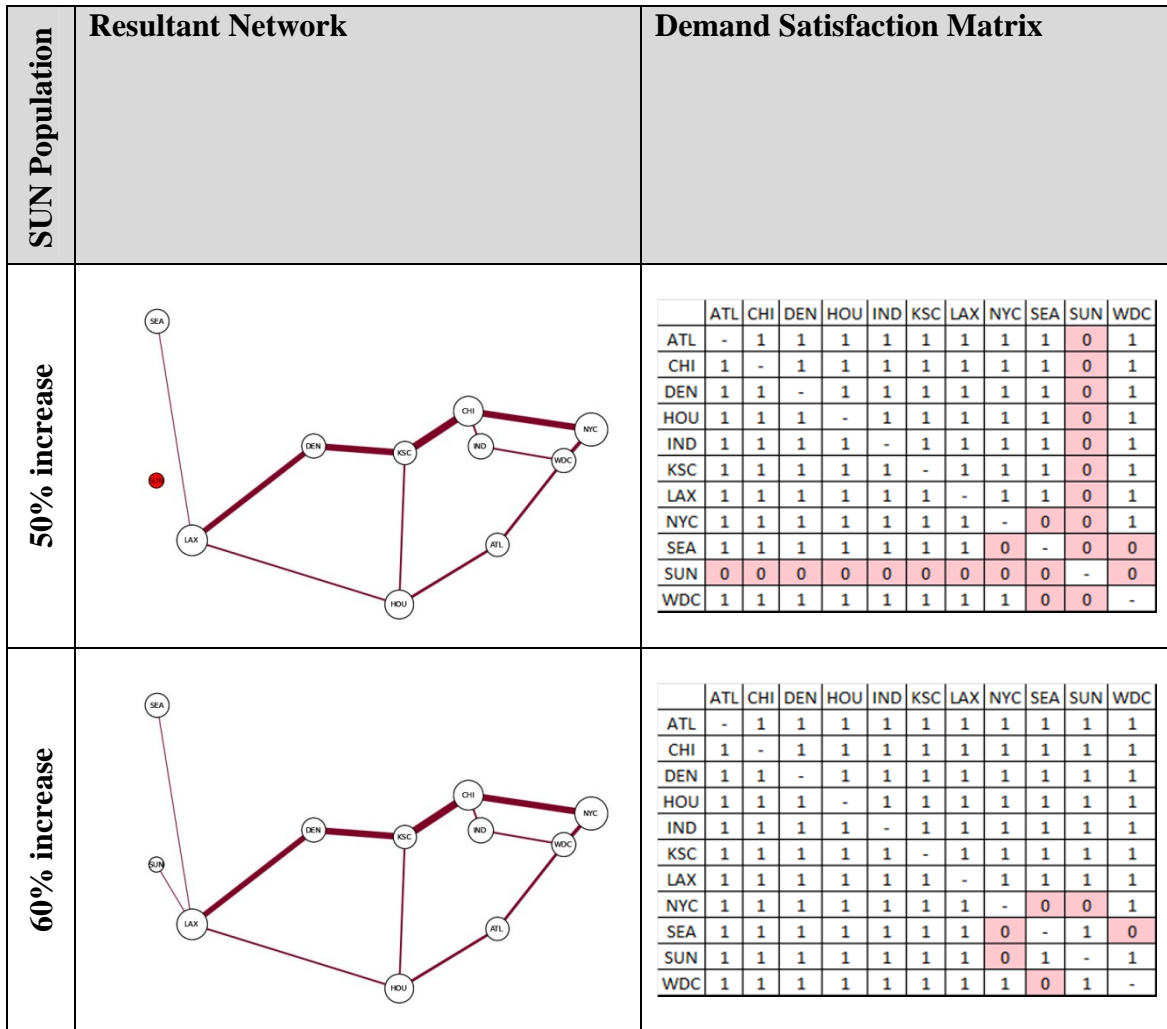 SUN Population
Resultant Network
Demand Satisfaction Matrix
50% increase
SEA
CHI
NYC
DEN
KSC
IND
WDC
SUN
LAX
ATL
HOU
ATL CHI DEN HOU IND KSC LAX NYC SEA SUN WDC
ATL - 1 1 1 1 1 1 1 1 0 1
CHI 1 - 1 1 1 1 1 1 1 0 1
DEN 1 1 - 1 1 1 1 1 1 0 1
HOU 1 1 1 - 1 1 1 1 1 0 1
IND 1 1 1 1 - 1 1 1 1 0 1
KSC 1 1 1 1 1 - 1 1 1 0 1
LAX 1 1 1 1 1 1 - 1 1 0 1
NYC 1 1 1 1 1 1 1 - 0 0 1
SEA 1 1 1 1 1 1 1 0 - 0 0
SUN 0 0 0 0 0 0 0 0 0 - 0
WDC 1 1 1 1 1 1 1 1 0 0 -
60% increase
SEA
CHI
NYC
DEN
KSC
IND
WDC
SUN
LAX
ATL
HOU
ATL CHI DEN HOU IND KSC LAX NYC SEA SUN WDC
ATL - 1 1 1 1 1 1 1 1 1 1
CHI 1 - 1 1 1 1 1 1 1 1 1
DEN 1 1 - 1 1 1 1 1 1 1 1
HOU 1 1 1 - 1 1 1 1 1 1 1
IND 1 1 1 1 - 1 1 1 1 1 1
KSC 1 1 1 1 1 - 1 1 1 1 1
LAX 1 1 1 1 1 1 - 1 1 1 1
NYC 1 1 1 1 1 1 1 - 0 0 1
SEA 1 1 1 1 1 1 1 0 - 1 0
SUN 1 1 1 1 1 1 1 0 1 - 1
WDC 1 1 1 1 1 1 1 1 0 1 -